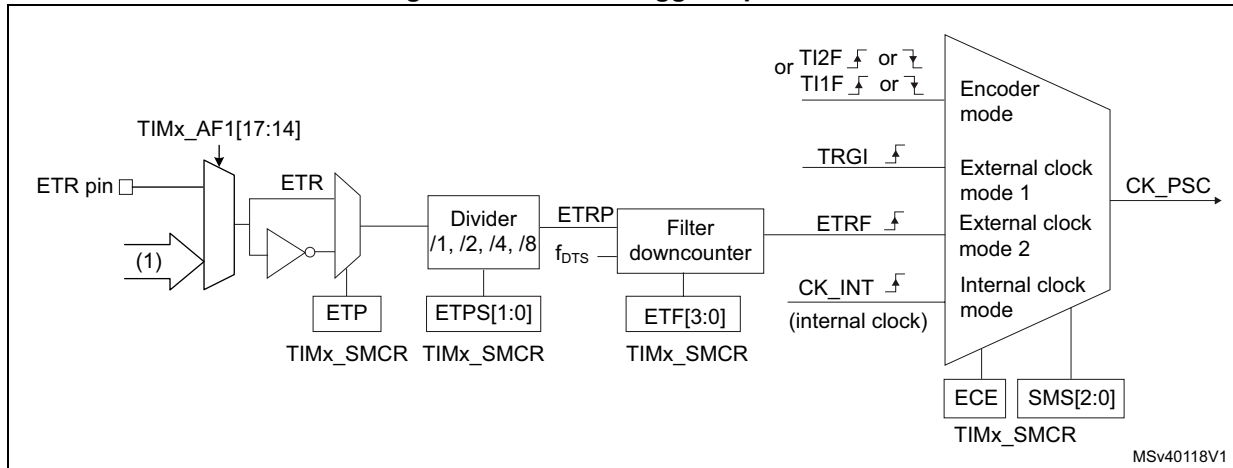 or TI2F or
TI1F or
Encoder
mode
TIMx_AF1[17:14]
TRGI
ETR pin
ETR
External clock
mode 1
CK_PSC
Divider
/1, /2, /4, /8
ETRP
Filter
downcounter
ETRF
External clock
mode 2
(1)
fDTS
CK_INT
(internal clock)
Internal clock
mode
ETP
ETPS[1:0]
ETF[3:0]
TIMx_SMCR
TIMx_SMCR
TIMx_SMCR
ECE
SMS[2:0]
TIMx_SMCR
MSv40118V1